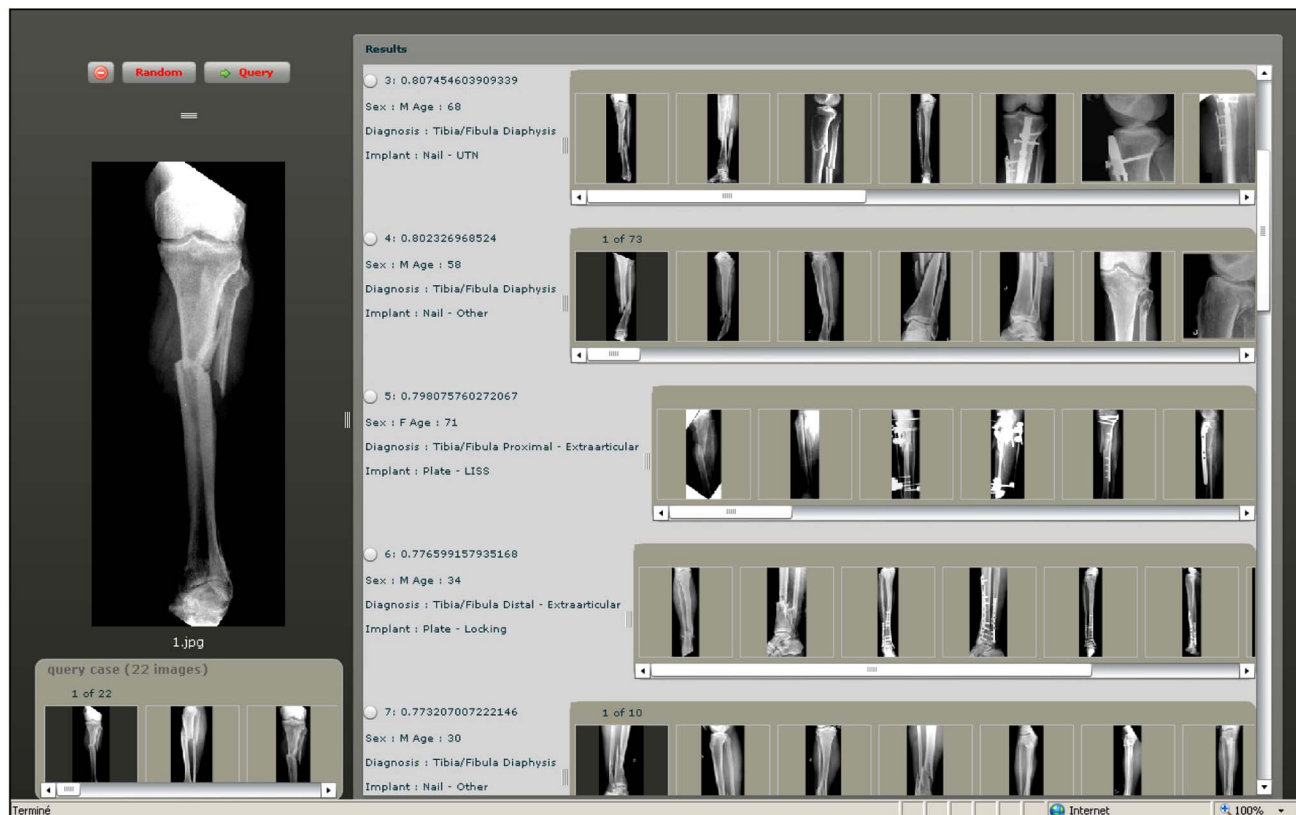 Random
Query
1.jpg
query case (22 images)
1 of 22
Results
3: 0.807454603909339
Sex : M Age : 68
Diagnosis : Tibia/Fibula Diaphysis
Implant : Nail - UTN
4: 0.802326968524
1 of 73
Sex : M Age : 58
Diagnosis : Tibia/Fibula Diaphysis
Implant : Nail - Other
5: 0.798075760272067
Sex : F Age : 71
Diagnosis : Tibia/Fibula Proximal - Extraarticular
Implant : Plate - LISS
6: 0.776599157935168
Sex : M Age : 34
Diagnosis : Tibia/Fibula Distal - Extraarticular
Implant : Plate - Locking
7: 0.773207007222146
1 of 10
Sex : M Age : 30
Diagnosis : Tibia/Fibula Diaphysis
Implant : Nail - Other
Terminé
Internet
100%